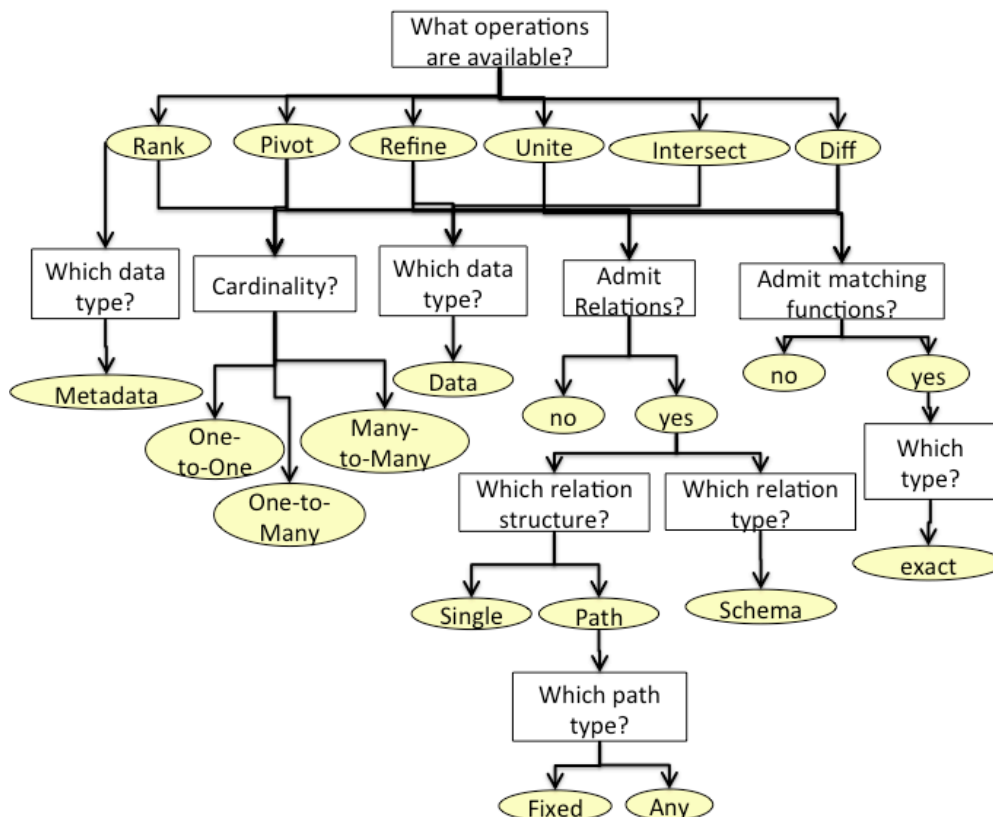 What operations
are available?
Rank
Pivot
Refine
Unite
Intersect
Diff
Which data
type?
Cardinality?
Which data
type?
Admit
Relations?
Admit matching
functions?
Metadata
Data
no
yes
no
yes
One-
to-One
Many-
to-Many
One-to-
Many
Which
type?
Which relation
structure?
Which relation
type?
exact
Single
Path
Schema
Which path
type?
Fixed
Any